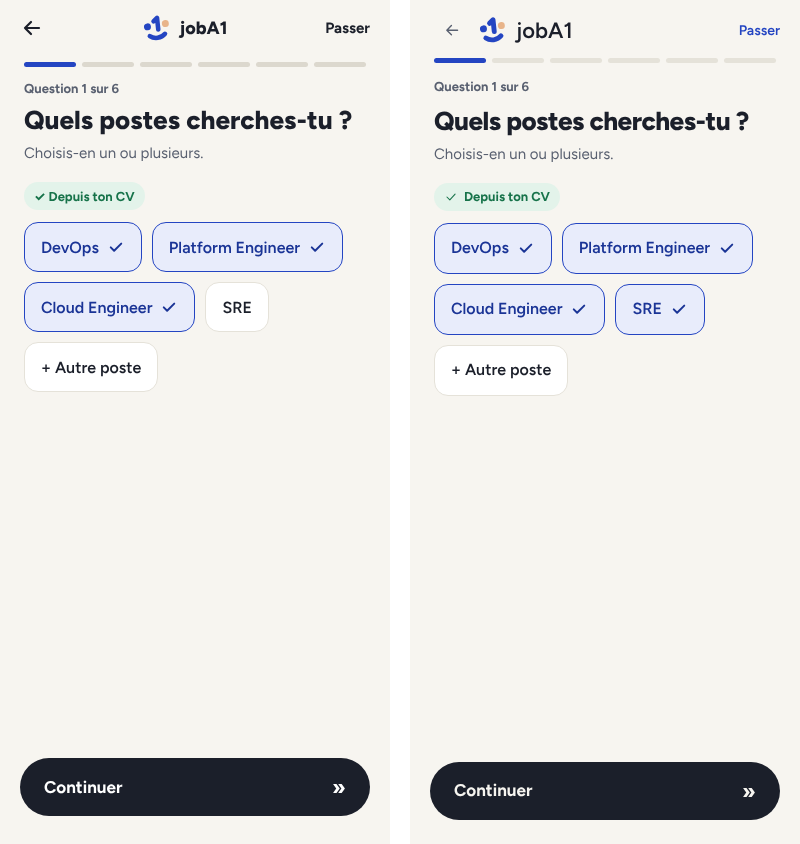 jobA1
Passer
Question 1 sur 6
Quels postes cherches-tu ?
Choisis-en un ou plusieurs.
Depuis ton CV
DevOps
Platform Engineer
Cloud Engineer
SRE
+ Autre poste
Continuer »
jobA1
Passer
Question 1 sur 6
Quels postes cherches-tu ?
Choisis-en un ou plusieurs.
Depuis ton CV
DevOps
Platform Engineer
Cloud Engineer
SRE
+ Autre poste
Continuer »